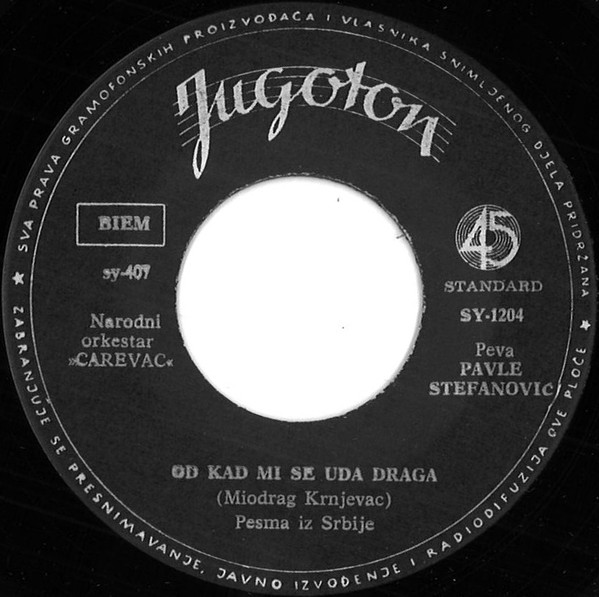 SVA PRAVA GRAMOFONSKIH PROIZVOĐAČA I VLASNIKA SNIMLJENOG DJELA PRIDRŽANA ★
ZABRANJUJE SE PRESNIMAVANJE, JAVNO IZVOĐENJE I RADIODIFUZIJA OVE PLOČE ★
Jugoton
BIEM
sy-407
Narodni
orkestar
»CAREVAC«
45
STANDARD
SY-1204
Peva
PAVLE
STEFANOVIĆ
OD KAD MI SE UDA DRAGA
(Miodrag Krnjevac)
Pesma iz Srbije